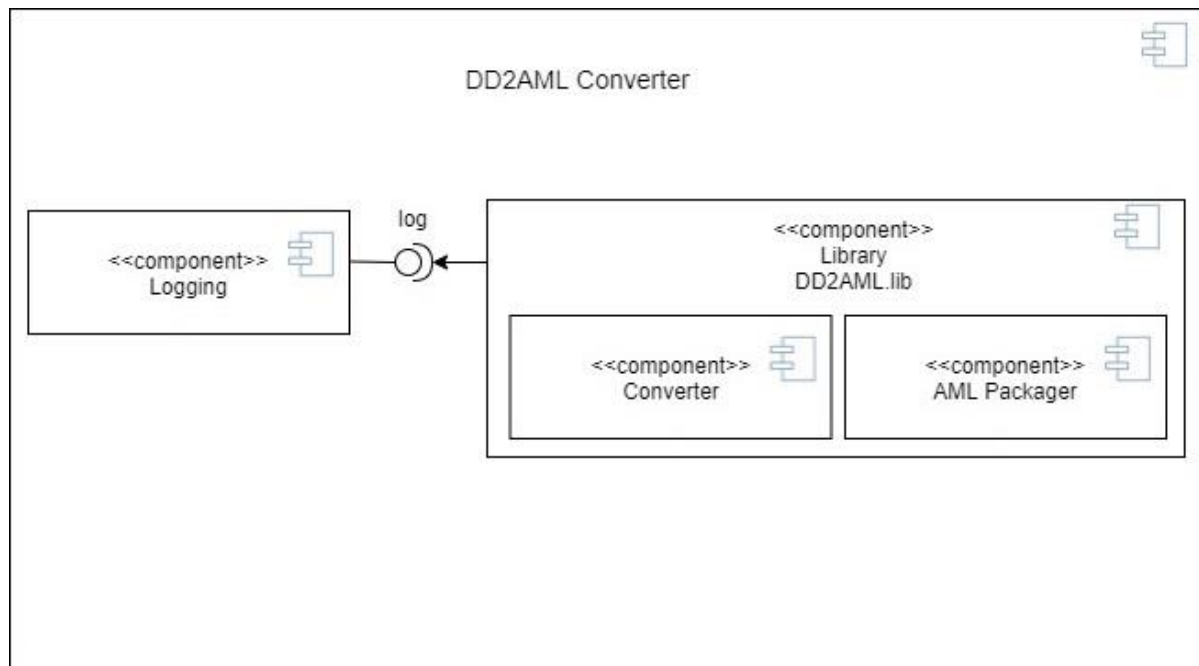 DD2AML Converter
log
<<component>>
Logging
<<component>>
Library
DD2AML.lib
<<component>>
Converter
<<component>>
AML Packager